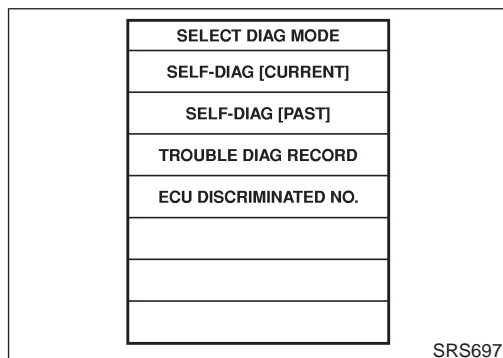 SELECT DIAG MODE
SELF-DIAG [CURRENT]
SELF-DIAG [PAST]
TROUBLE DIAG RECORD
ECU DISCRIMINATED NO.
SRS697